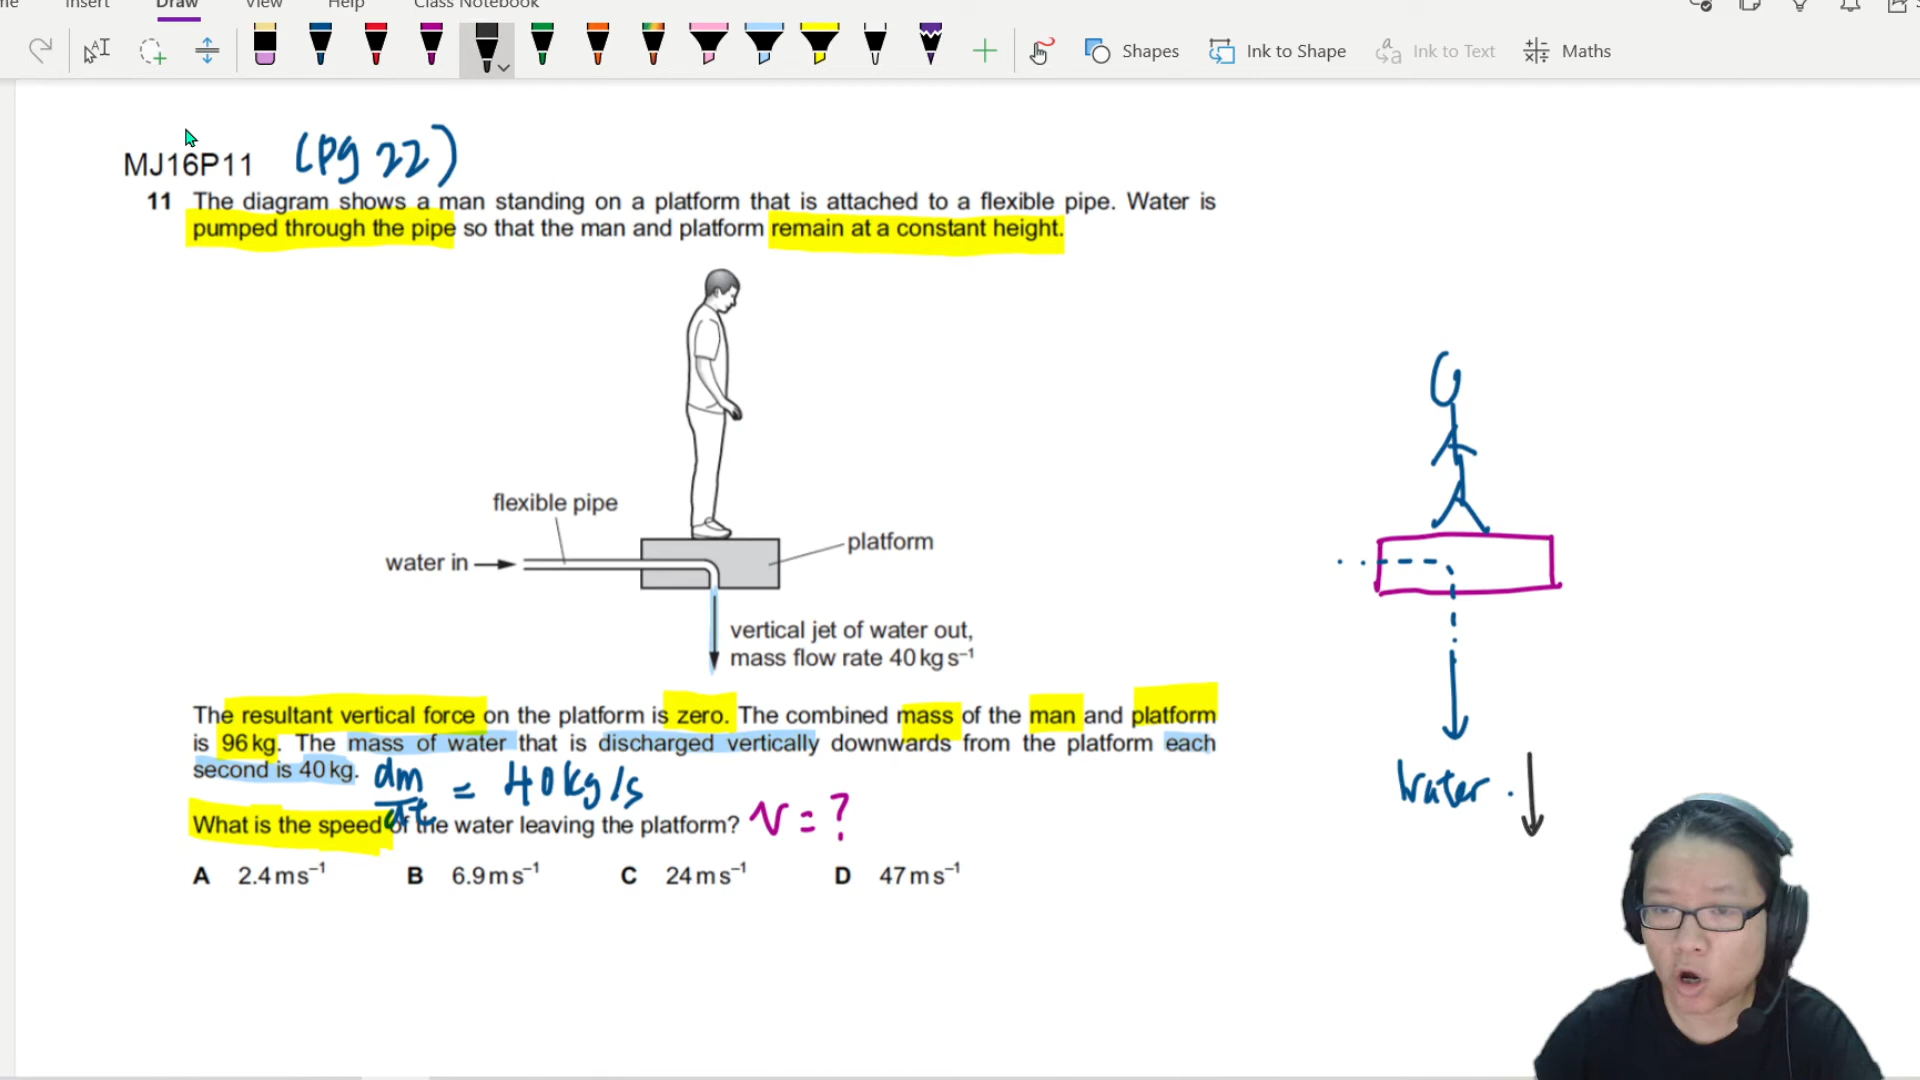 Insert Draw View Help Class Notebook
Shapes Ink to Shape Ink to Text Maths
MJ16P11 (pg 22)
11 The diagram shows a man standing on a platform that is attached to a flexible pipe. Water is
pumped through the pipe so that the man and platform remain at a constant height.
flexible pipe
platform
water in
vertical jet of water out,
mass flow rate 40 kg s⁻¹
The resultant vertical force on the platform is zero. The combined mass of the man and platform
is 96 kg. The mass of water that is discharged vertically downwards from the platform each
second is 40 kg. dm/dt = 40kg/s
Water
What is the speed of the water leaving the platform? v = ?
A 2.4 m s⁻¹ B 6.9 m s⁻¹ C 24 m s⁻¹ D 47 m s⁻¹